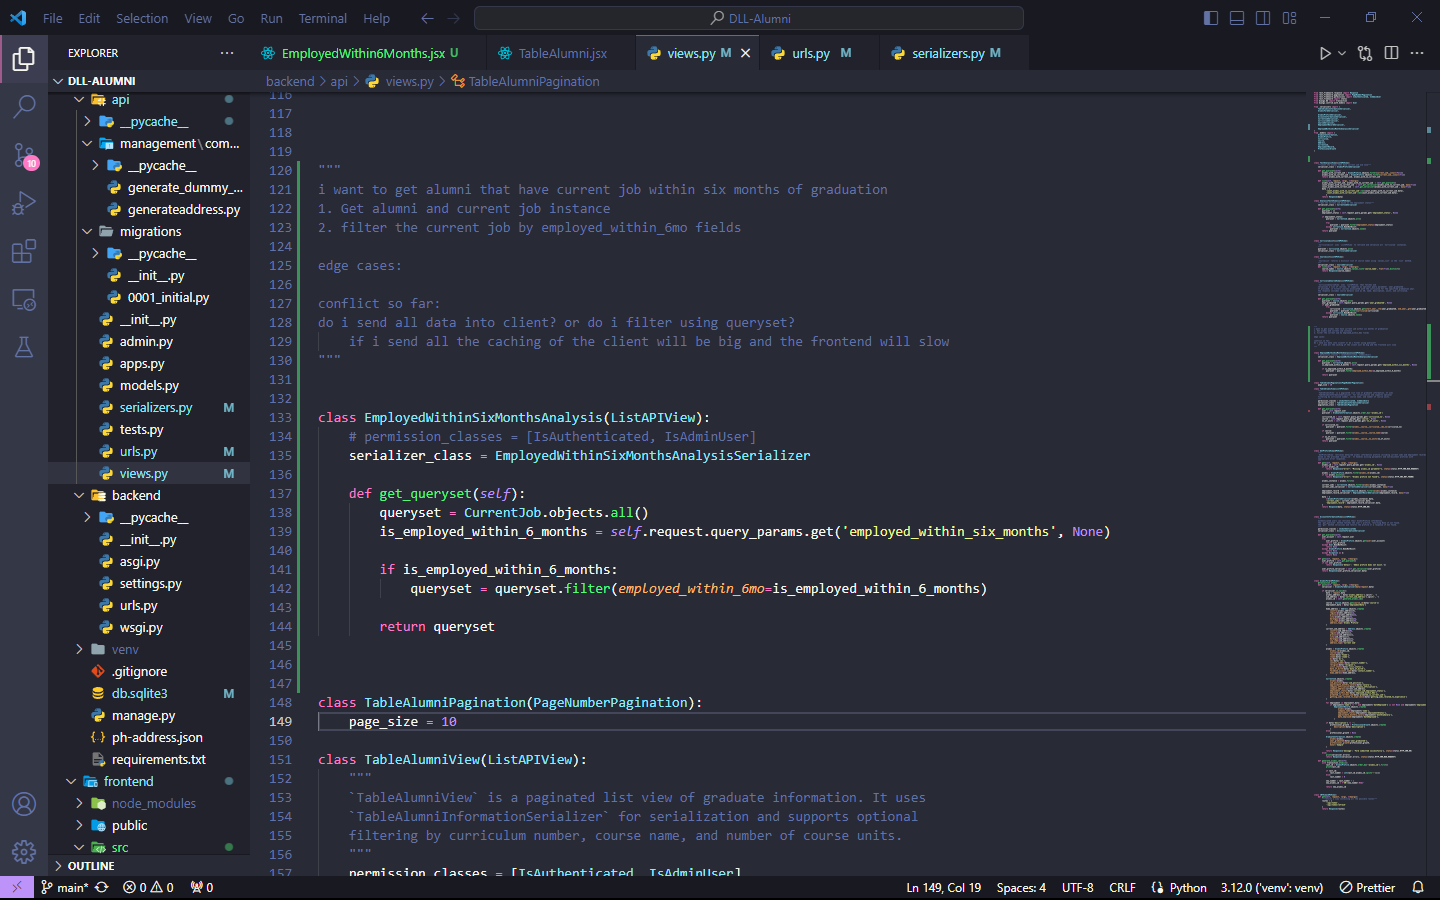 File Edit Selection View Go Run Terminal Help
DLL-Alumni
EXPLORER
EmployedWithin6Months.jsx U
TableAlumni.jsx
views.py M
urls.py M
serializers.py M
DLL-ALUMNI
backend > api > views.py > TableAlumniPagination
api
__pycache__
management\com...
__pycache__
generate_dummy_...
generateaddress.py
migrations
__pycache__
__init__.py
0001_initial.py
__init__.py
admin.py
apps.py
models.py
serializers.py M
tests.py
urls.py M
views.py M
backend
__pycache__
__init__.py
asgi.py
settings.py
urls.py
wsgi.py
venv
.gitignore
db.sqlite3 M
manage.py
ph-address.json
requirements.txt
frontend
node_modules
public
src
OUTLINE
10
116
117
118
119
120 """
121 i want to get alumni that have current job within six months of graduation
122 1. Get alumni and current job instance
123 2. filter the current job by employed_within_6mo fields
124
125 edge cases:
126
127 conflict so far:
128 do i send all data into client? or do i filter using queryset?
129     if i send all the caching of the client will be big and the frontend will slow
130 """
131
132
133 class EmployedWithinSixMonthsAnalysis(ListAPIView):
134     # permission_classes = [IsAuthenticated, IsAdminUser]
135     serializer_class = EmployedWithinSixMonthsAnalysisSerializer
136
137     def get_queryset(self):
138         queryset = CurrentJob.objects.all()
139         is_employed_within_6_months = self.request.query_params.get('employed_within_six_months', None)
140
141         if is_employed_within_6_months:
142             queryset = queryset.filter(employed_within_6mo=is_employed_within_6_months)
143
144         return queryset
145
146
147
148 class TableAlumniPagination(PageNumberPagination):
149     page_size = 10
150
151 class TableAlumniView(ListAPIView):
152     """
153     `TableAlumniView` is a paginated list view of graduate information. It uses
154     `TableAlumniInformationSerializer` for serialization and supports optional
155     filtering by curriculum number, course name, and number of course units.
156     """
157     permission_classes = [IsAuthenticated, IsAdminUser]
main* 0 0 0
Ln 149, Col 19 Spaces: 4 UTF-8 CRLF Python 3.12.0 ('venv': venv) Prettier